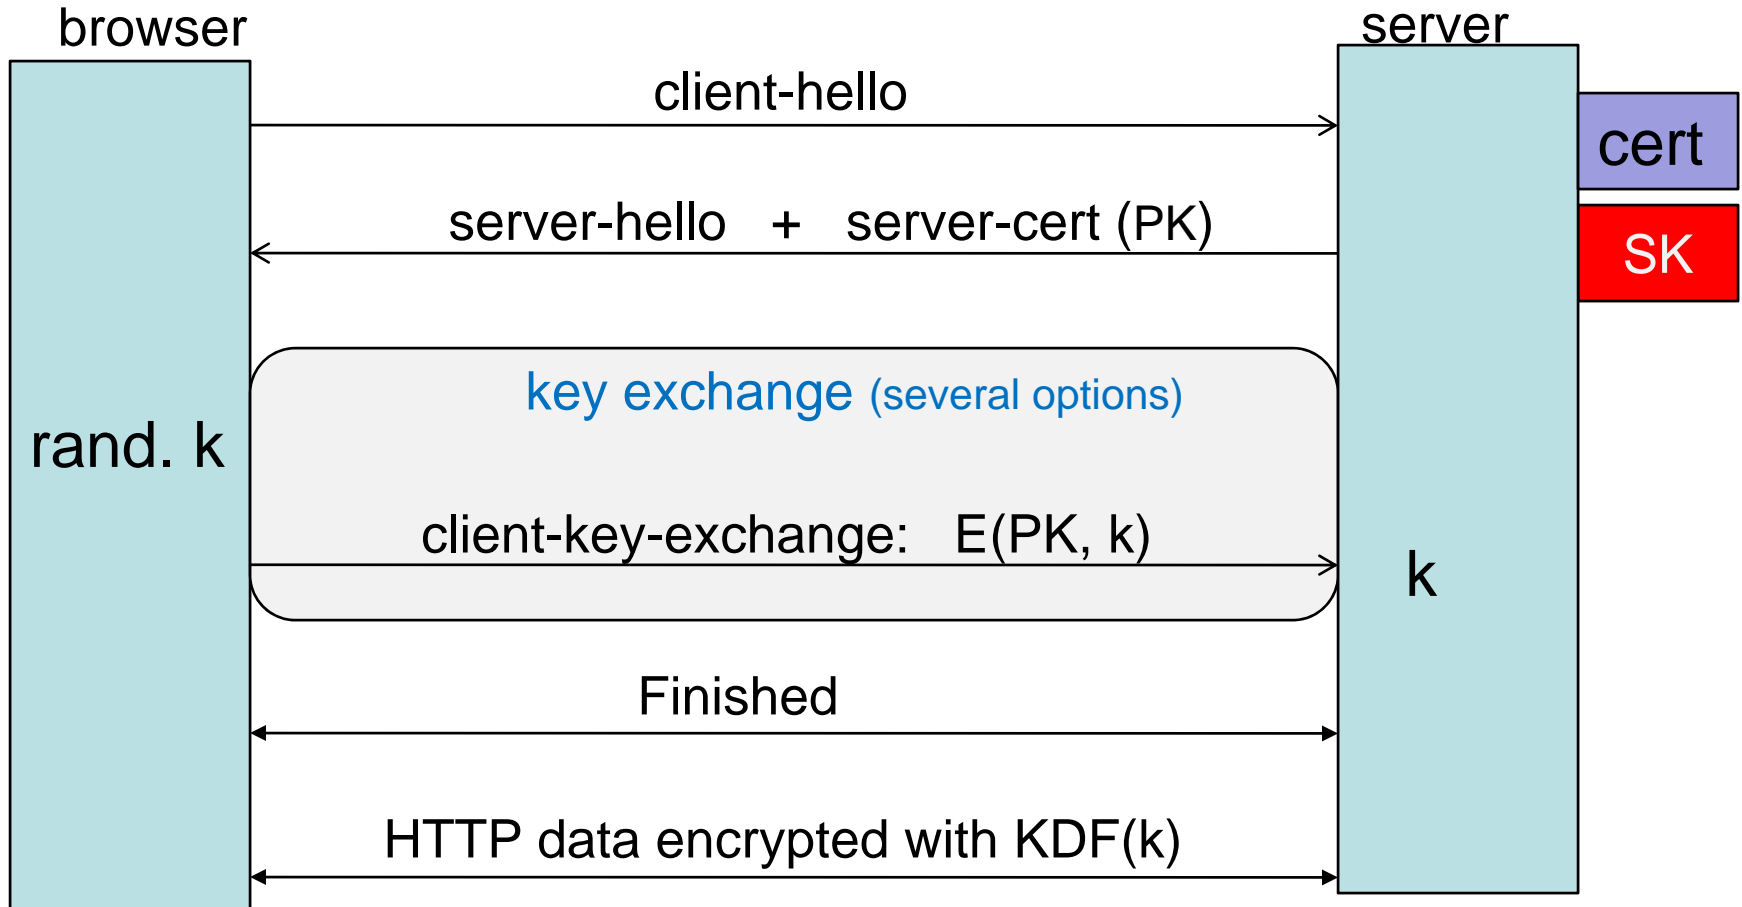 browser
server
client-hello
cert
server-hello + server-cert (PK)
SK
key exchange (several options)
rand. k
client-key-exchange: E(PK, k)
k
Finished
HTTP data encrypted with KDF(k)